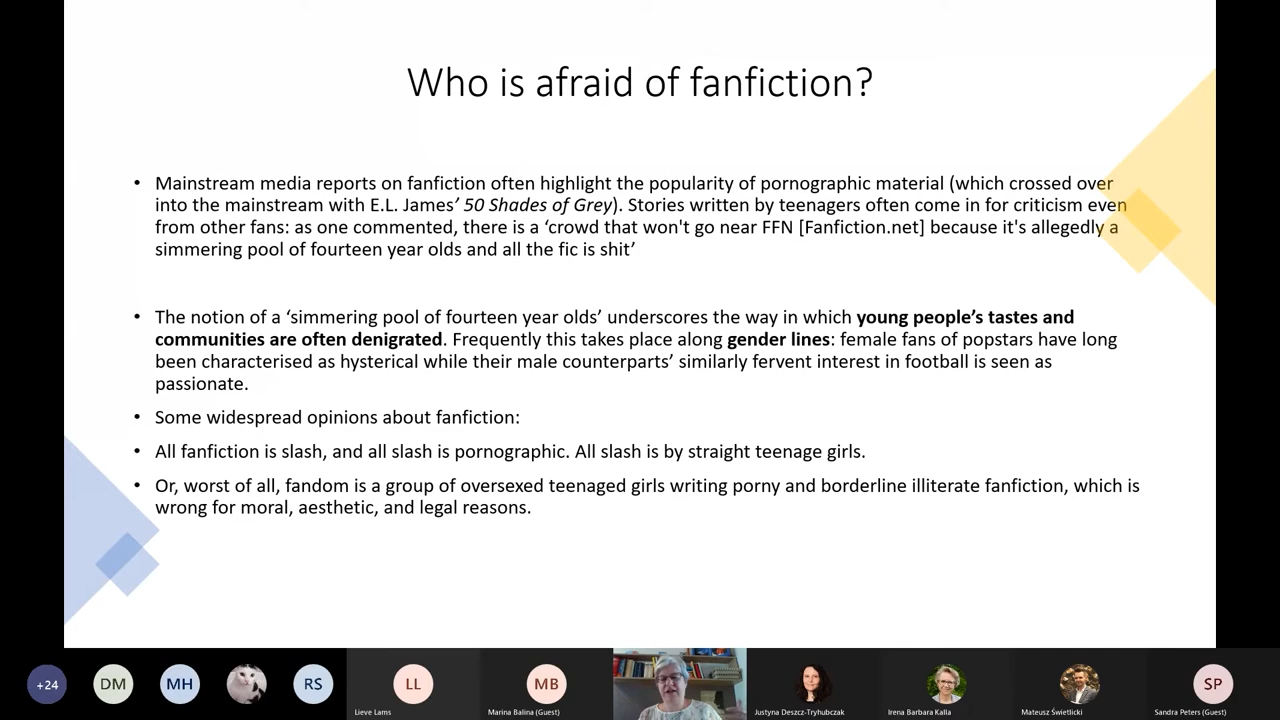 Who is afraid of fanfiction?
• Mainstream media reports on fanfiction often highlight the popularity of pornographic material (which crossed over
into the mainstream with E.L. James’ 50 Shades of Grey). Stories written by teenagers often come in for criticism even
from other fans: as one commented, there is a ‘crowd that won't go near FFN [Fanfiction.net] because it's allegedly a
simmering pool of fourteen year olds and all the fic is shit’
• The notion of a ‘simmering pool of fourteen year olds’ underscores the way in which young people’s tastes and
communities are often denigrated. Frequently this takes place along gender lines: female fans of popstars have long
been characterised as hysterical while their male counterparts’ similarly fervent interest in football is seen as
passionate.
• Some widespread opinions about fanfiction:
• All fanfiction is slash, and all slash is pornographic. All slash is by straight teenage girls.
• Or, worst of all, fandom is a group of oversexed teenaged girls writing porny and borderline illiterate fanfiction, which is
wrong for moral, aesthetic, and legal reasons.
+24 DM MH RS LL MB SP
Lieve Lams Marina Balina (Guest) Justyna Deszcz-Tryhubczak Irena Barbara Kalla Mateusz Świetlicki Sandra Peters (Guest)